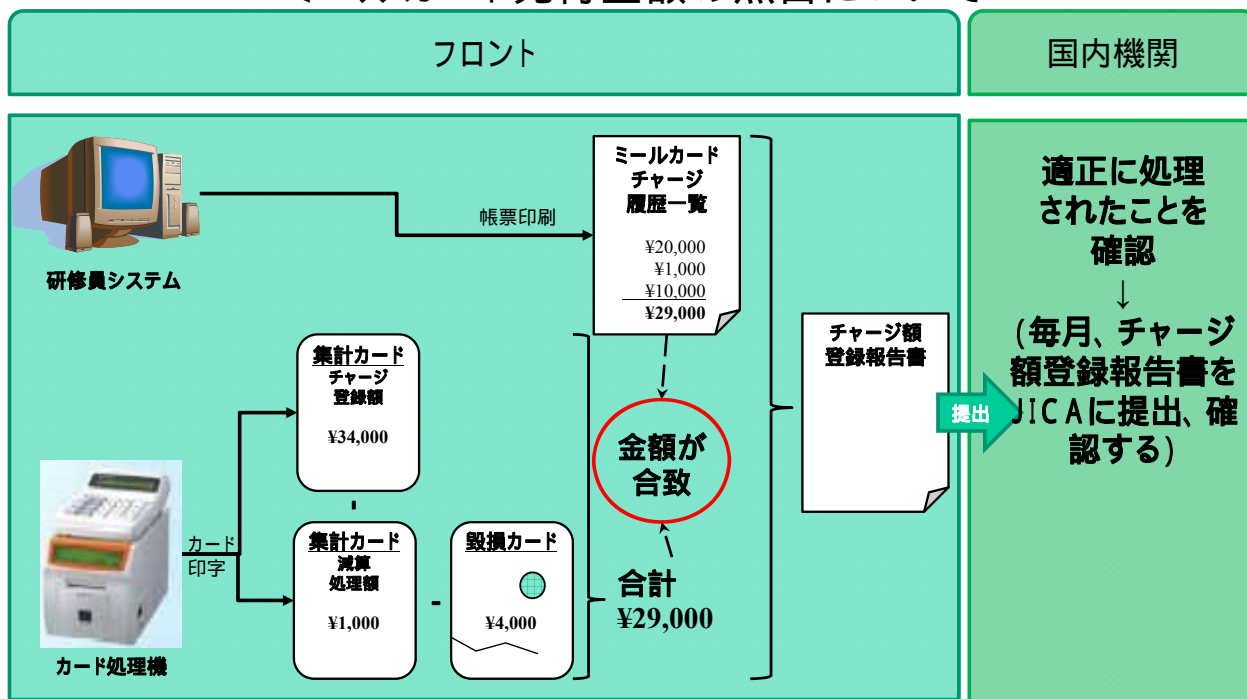 フロント
国内機関
研修員システム
帳票印刷
ミールカード
チャージ
履歴一覧
¥20,000
¥1,000
¥10,000
¥29,000
集計カード
チャージ
登録額
¥34,000
-
カード
印字
カード処理機
集計カード
減算
処理額
¥1,000
-
毀損カード
¥4,000
金額が
合致
合計
¥29,000
チャージ額
登録報告書
提出
適正に処理
されたことを
確認
↓
(毎月、チャージ
額登録報告書を
JICAに提出、確
認する)